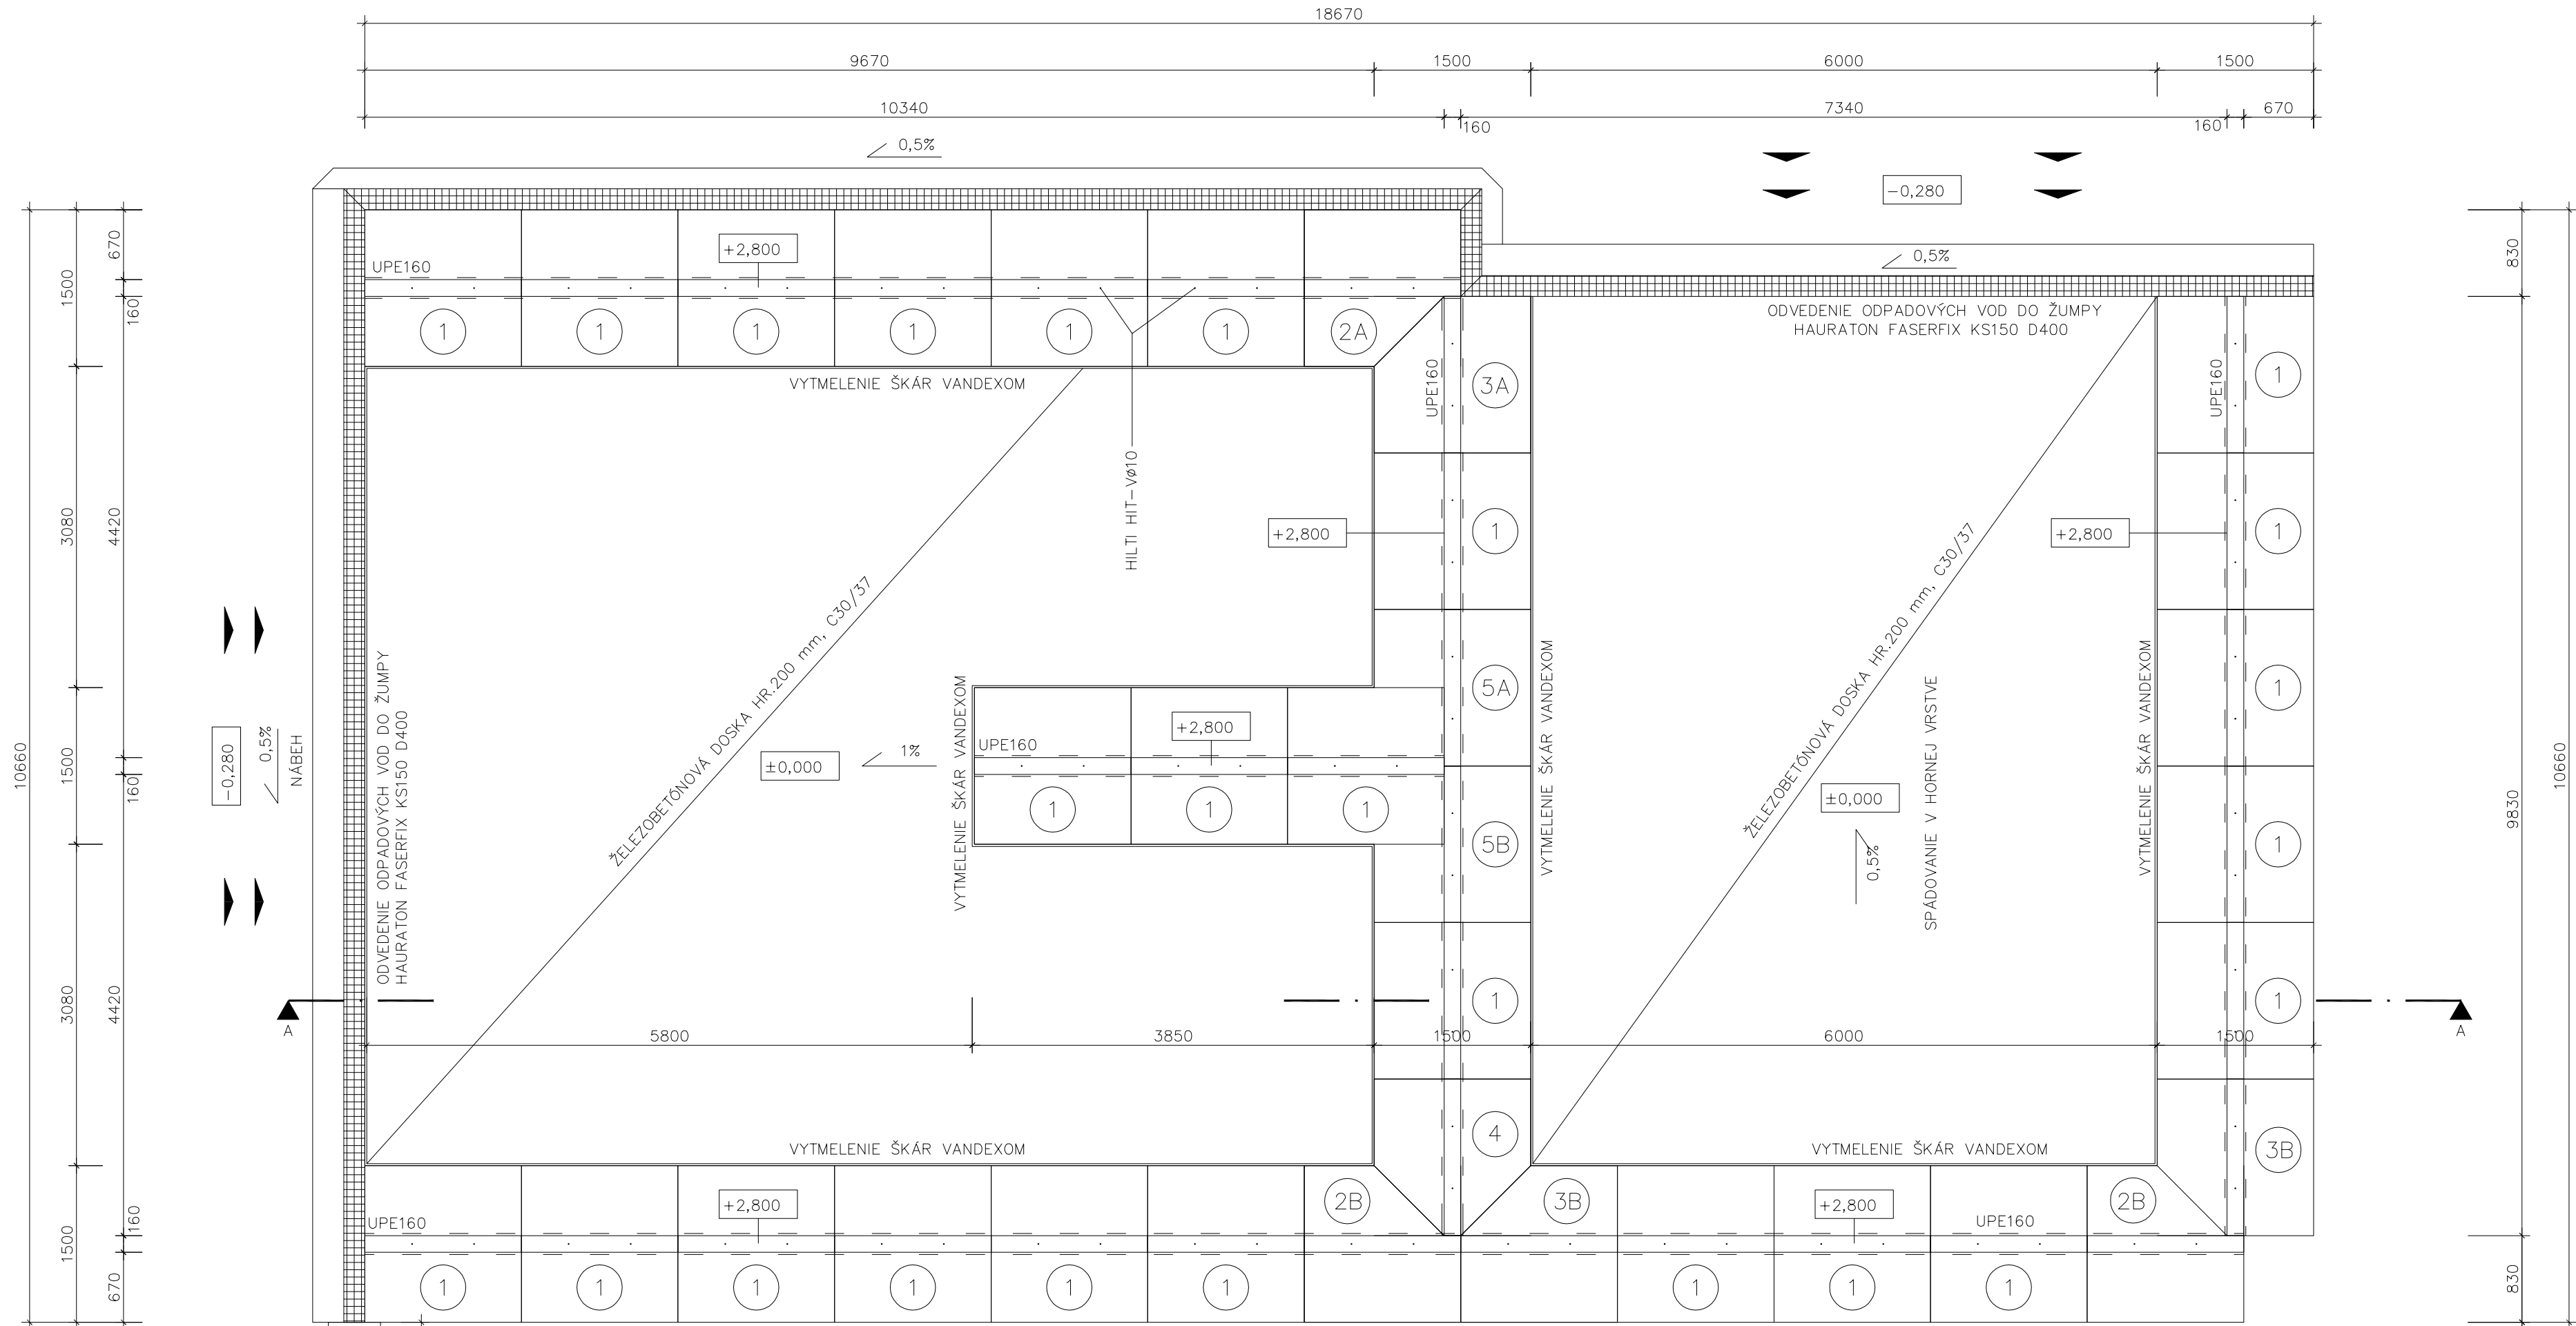 18670
9670
1500
6000
1500
10340
160
7340
160
670
0,5%
-0,280
0,5%
670
1500
160
830
830
UPE160
+2,800
1
1
1
1
1
1
2A
ODVEDENIE ODPADOVÝCH VOD DO ŽUMPY
HAURATON FASERFIX KS150 D400
VYTMELENIE ŠKÁR VANDEXOM
UPE160
3A
UPE160
1
HILTI HIT-Vø10
3080
4420
+2,800
1
+2,800
1
ŽELEZOBETÓNOVÁ DOSKA HR.200 mm, C30/37
ŽELEZOBETÓNOVÁ DOSKA HR.200 mm, C30/37
ODVEDENIE ODPADOVÝCH VOD DO ŽUMPY
HAURATON FASERFIX KS150 D400
VYTMELENIE ŠKÁR VANDEXOM
VYTMELENIE ŠKÁR VANDEXOM
SPÁDOVANIE V HORNEJ VRSTVE
VYTMELENIE ŠKÁR VANDEXOM
5A
1
10660
1500
160
-0,280
0,5%
NÁBEH
±0,000
1%
UPE160
+2,800
1
1
1
5B
±0,000
0,5%
1
9830
10660
3080
4420
A
1
1
A
5800
3850
1500
6000
1500
VYTMELENIE ŠKÁR VANDEXOM
4
VYTMELENIE ŠKÁR VANDEXOM
3B
1500
160
670
UPE160
+2,800
2B
3B
+2,800
UPE160
2B
1
1
1
1
1
1
1
1
1